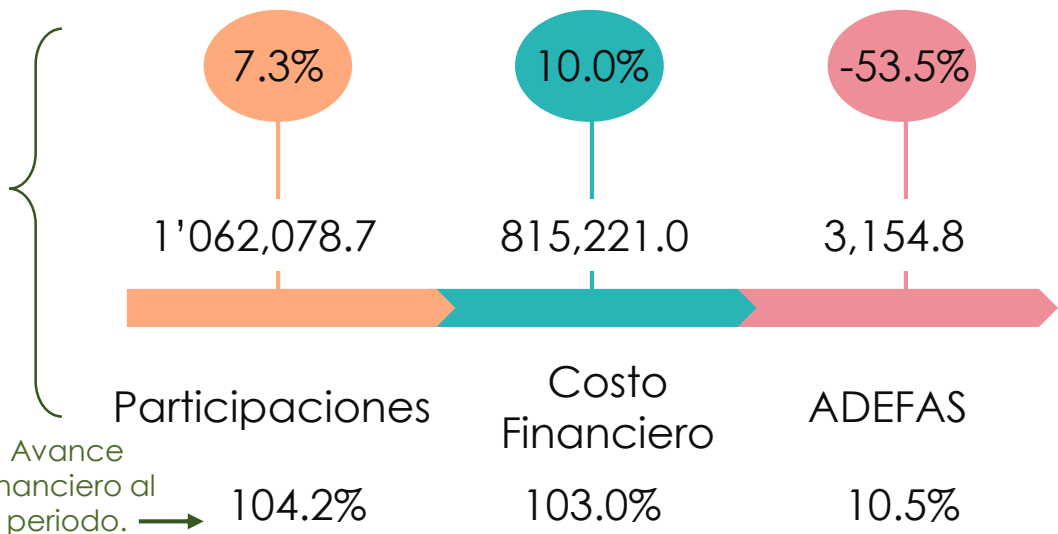 7.3% 10.0% -53.5%
1’062,078.7 815,221.0 3,154.8
Participaciones
Costo
Financiero
ADEFAS
Avance
nanciero al
periodo.
104.2% 103.0% 10.5%